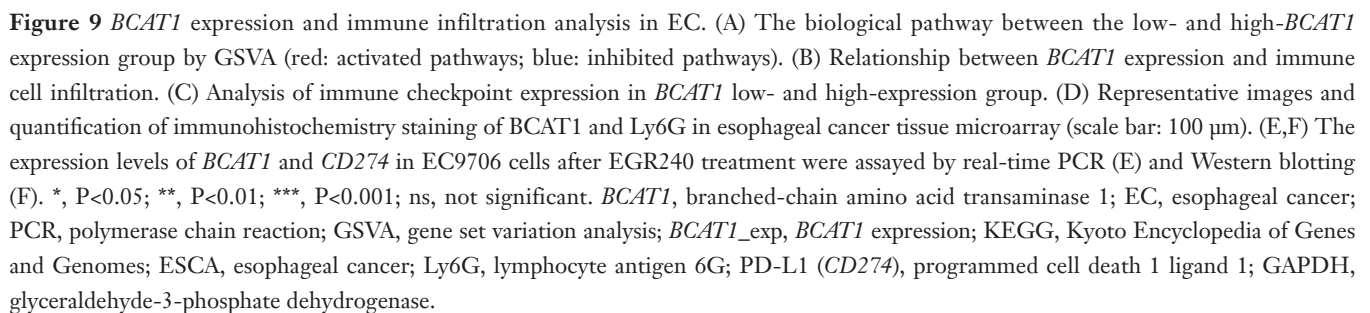 Figure 9 BCAT1 expression and immune infiltration analysis in EC. (A) The biological pathway between the low- and high-BCAT1
expression group by GSVA (red: activated pathways; blue: inhibited pathways). (B) Relationship between BCAT1 expression and immune
cell infiltration. (C) Analysis of immune checkpoint expression in BCAT1 low- and high-expression group. (D) Representative images and
quantification of immunohistochemistry staining of BCAT1 and Ly6G in esophageal cancer tissue microarray (scale bar: 100 μm). (E,F) The
expression levels of BCAT1 and CD274 in EC9706 cells after EGR240 treatment were assayed by real-time PCR (E) and Western blotting
(F). *, P<0.05; **, P<0.01; ***, P<0.001; ns, not significant. BCAT1, branched-chain amino acid transaminase 1; EC, esophageal cancer;
PCR, polymerase chain reaction; GSVA, gene set variation analysis; BCAT1_exp, BCAT1 expression; KEGG, Kyoto Encyclopedia of Genes
and Genomes; ESCA, esophageal cancer; Ly6G, lymphocyte antigen 6G; PD-L1 (CD274), programmed cell death 1 ligand 1; GAPDH,
glyceraldehyde-3-phosphate dehydrogenase.